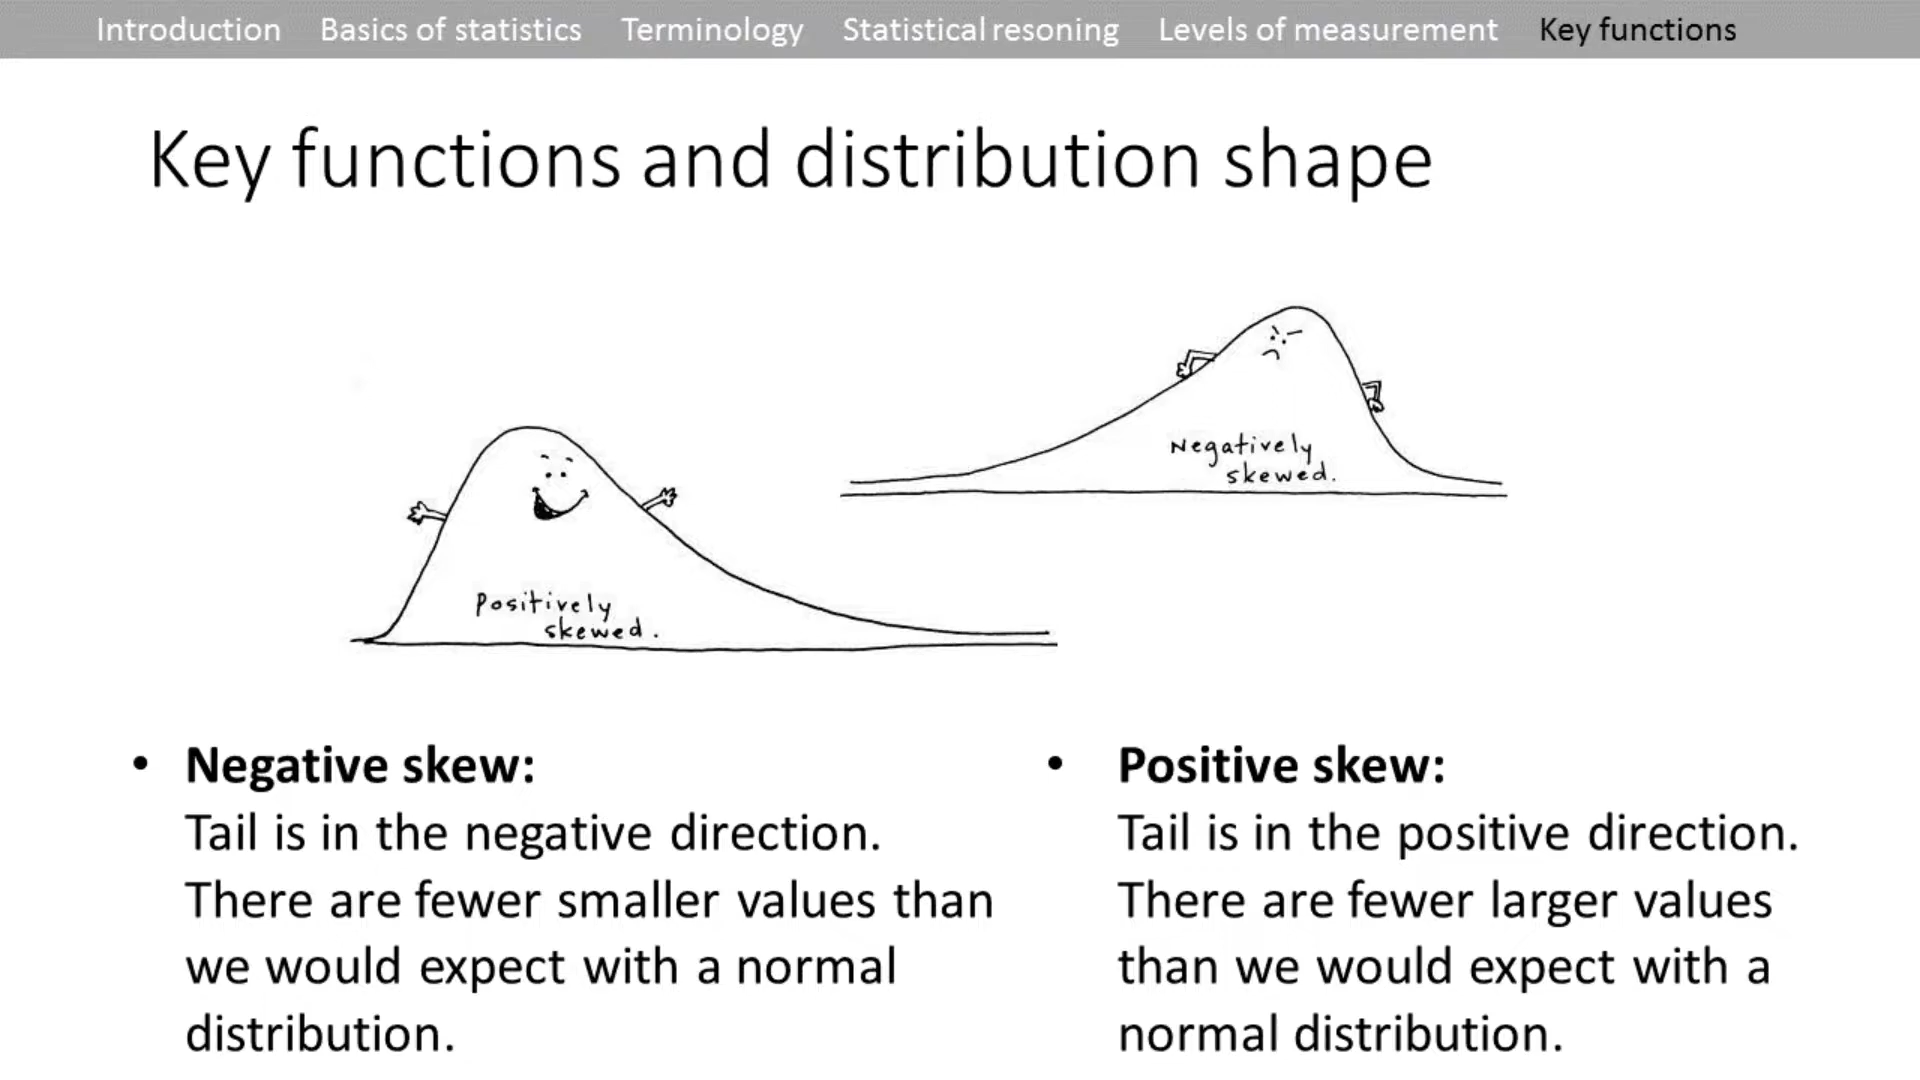 Introduction Basics of statistics Terminology Statistical resoning Levels of measurement Key functions
Key functions and distribution shape
Negatively
skewed.
Positively
skewed.
• Negative skew:
Tail is in the negative direction.
There are fewer smaller values than
we would expect with a normal
distribution.
• Positive skew:
Tail is in the positive direction.
There are fewer larger values
than we would expect with a
normal distribution.